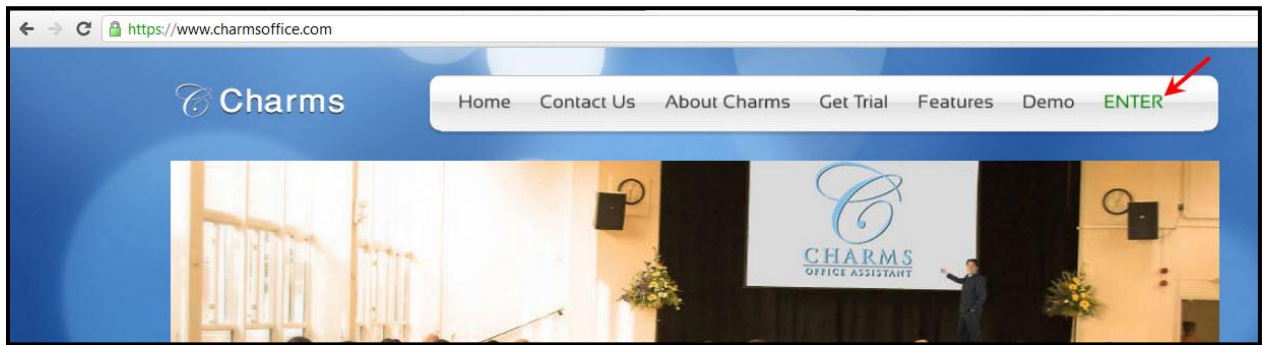 https://www.charmsoffice.com
C Charms
Home Contact Us About Charms Get Trial Features Demo ENTER
C
CHARMS
OFFICE ASSISTANT